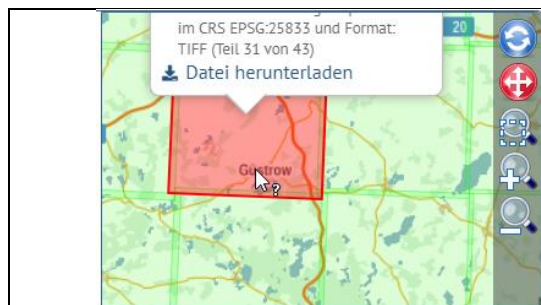 im CRS EPSG:25833 und Format:
20
TIFF (Teil 31 von 43)
Datei herunterladen
Güstrow
?